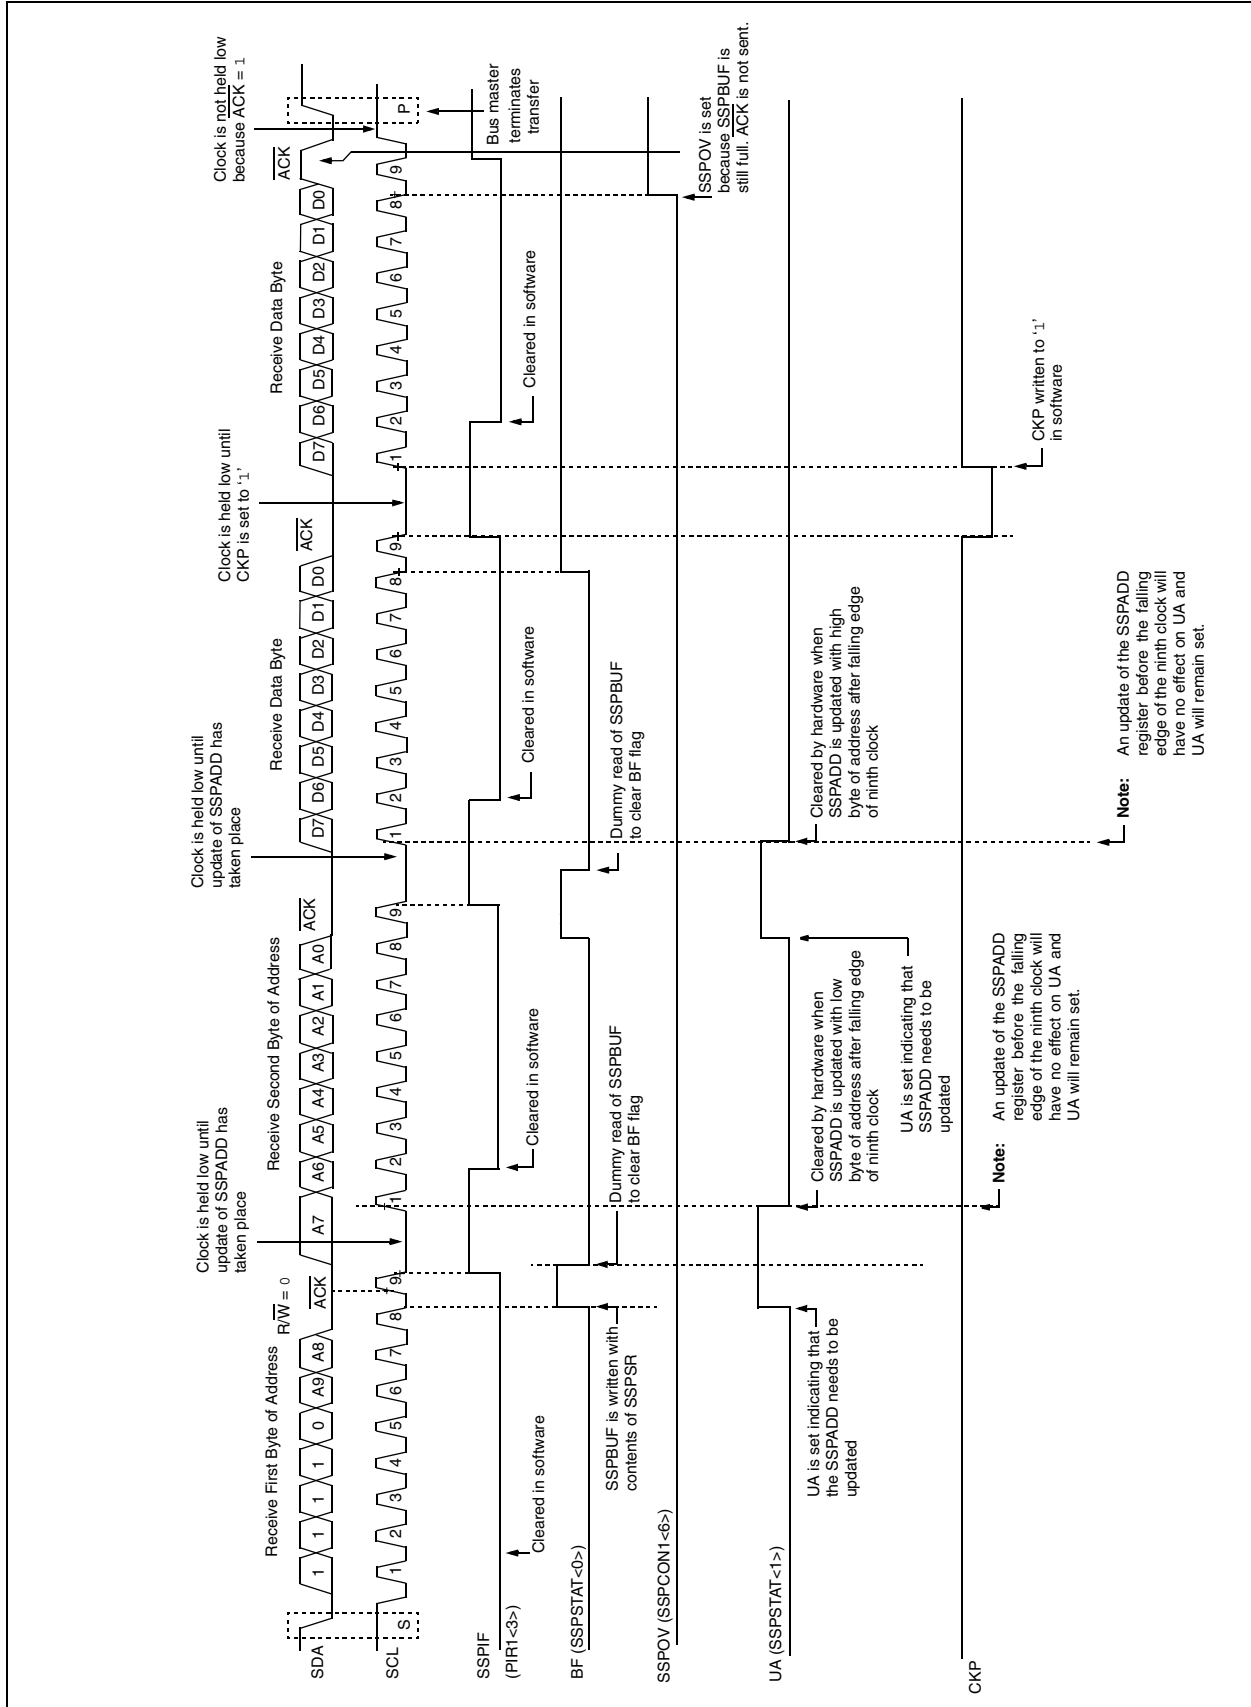 Receive First Byte of Address
R/W = 0
ACK
Clock is held low until
update of SSPADD has
taken place
Receive Second Byte of Address
ACK
Clock is held low until
update of SSPADD has
taken place
Receive Data Byte
ACK
Clock is held low until
CKP is set to ‘1’
Receive Data Byte
ACK
Clock is not held low
because ACK = 1
SDA
1 1 1 1 0 A9 A8
A7 A6 A5 A4 A3 A2 A1 A0
D7 D6 D5 D4 D3 D2 D1 D0
D7 D6 D5 D4 D3 D2 D1 D0
SCL
S
1 2 3 4 5 6 7 8 9
1 2 3 4 5 6 7 8 9
1 2 3 4 5 6 7 8 9
1 2 3 4 5 6 7 8 9
P
Bus master
terminates
transfer
SSPIF
(PIR1<3>)
Cleared in software
Cleared in software
Cleared in software
Cleared in software
BF (SSPSTAT<0>)
SSPBUF is written with
contents of SSPSR
Dummy read of SSPBUF
to clear BF flag
Dummy read of SSPBUF
to clear BF flag
SSPOV (SSPCON1<6>)
SSPOV is set
because SSPBUF is
still full. ACK is not sent.
UA (SSPSTAT<1>)
UA is set indicating that
the SSPADD needs to be
updated
Cleared by hardware when
SSPADD is updated with low
byte of address after falling edge
of ninth clock
UA is set indicating that
SSPADD needs to be
updated
Cleared by hardware when
SSPADD is updated with high
byte of address after falling edge
of ninth clock
CKP
CKP written to ‘1’
in software
Note: An update of the SSPADD
register before the falling
edge of the ninth clock will
have no effect on UA and
UA will remain set.
Note: An update of the SSPADD
register before the falling
edge of the ninth clock will
have no effect on UA and
UA will remain set.